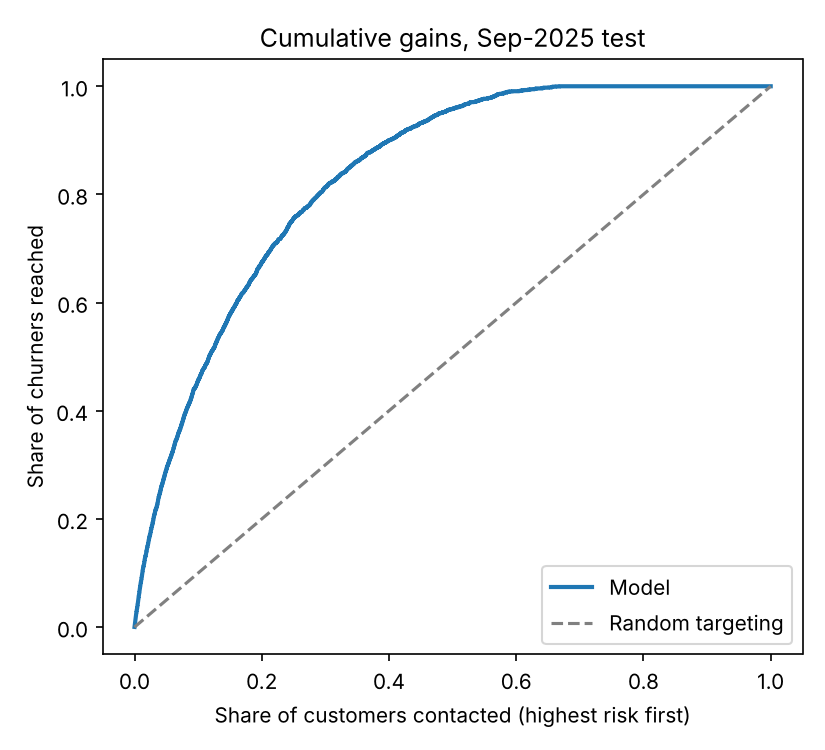 Cumulative gains, Sep-2025 test
Share of churners reached
1.0
0.8
0.6
0.4
0.2
0.0
Model
Random targeting
0.0 0.2 0.4 0.6 0.8 1.0
Share of customers contacted (highest risk first)